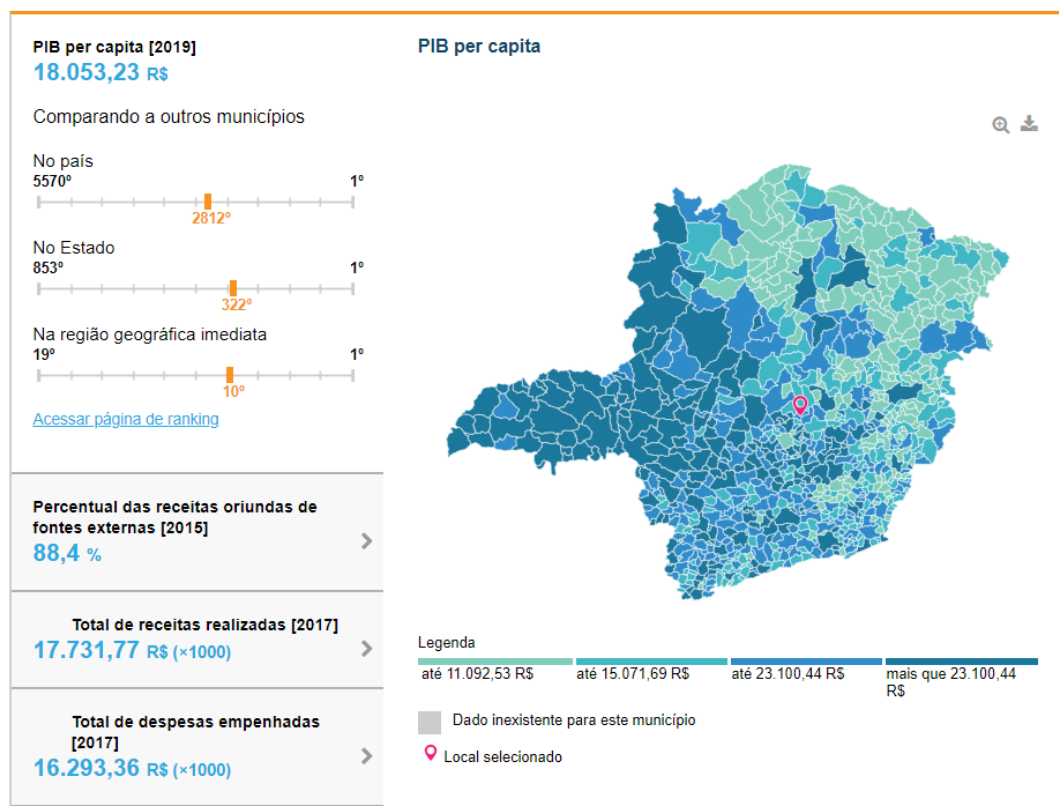 PIB per capita [2019]
18.053,23 R$
Comparando a outros municípios
No país
5570º 1º
2812º
No Estado
853º 1º
322º
Na região geográfica imediata
19º 1º
10º
Acessar página de ranking
Percentual das receitas oriundas de
fontes externas [2015]
88,4 %
Total de receitas realizadas [2017]
17.731,77 R$ (×1000)
Total de despesas empenhadas
[2017]
16.293,36 R$ (×1000)
PIB per capita
Legenda
até 11.092,53 R$ até 15.071,69 R$ até 23.100,44 R$ mais que 23.100,44
R$
Dado inexistente para este município
Local selecionado